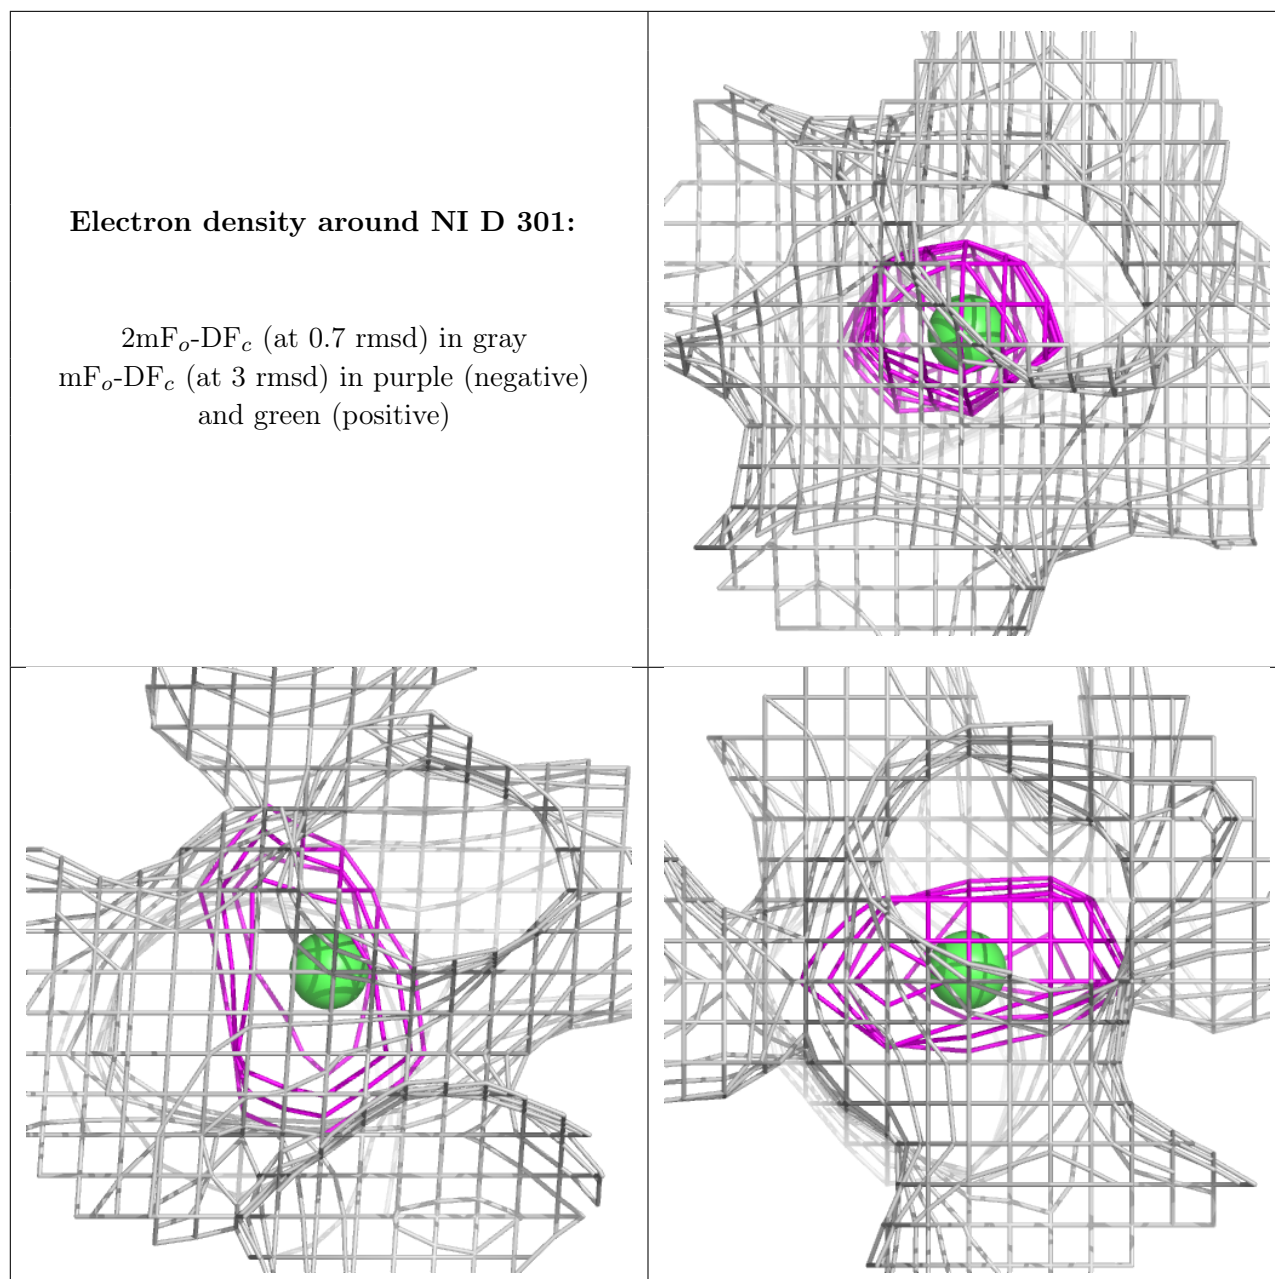 Electron density around NI D 301:
2mFo-DFc (at 0.7 rmsd) in gray
mFo-DFc (at 3 rmsd) in purple (negative)
and green (positive)